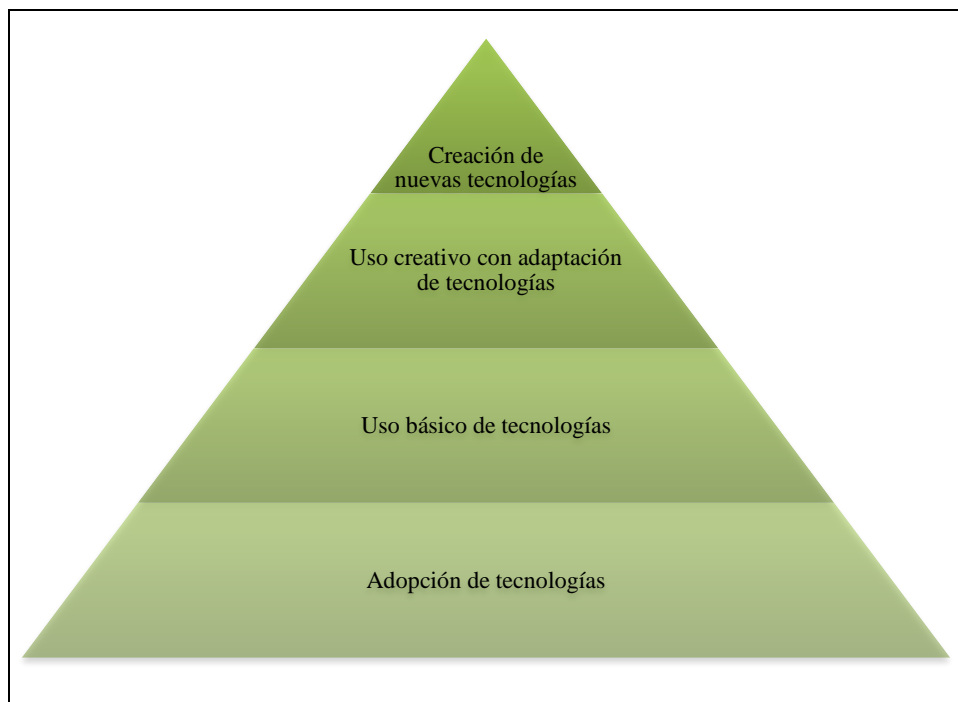 Creación de
nuevas tecnologías
Uso creativo con adaptación
de tecnologías
Uso básico de tecnologías
Adopción de tecnologías